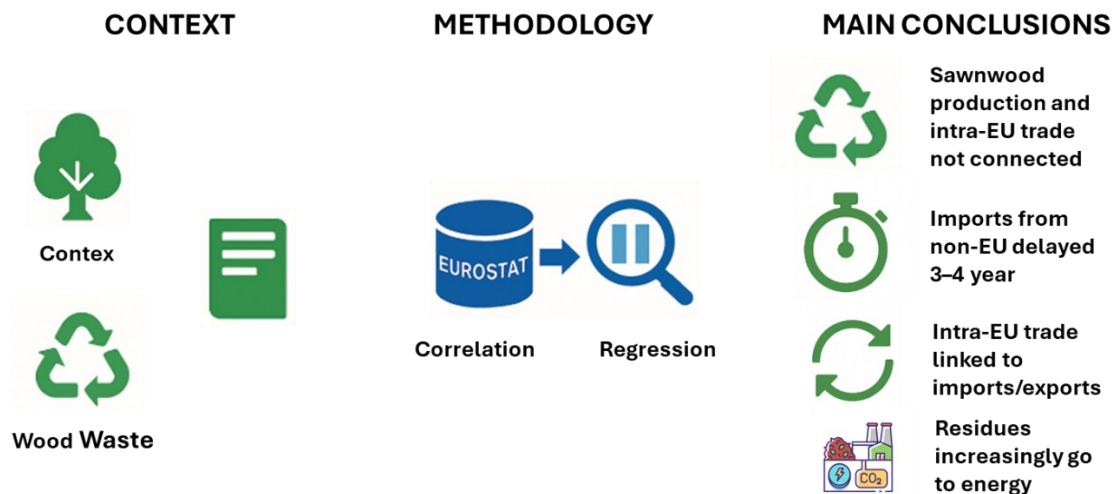 CONTEXT
METHODOLOGY
MAIN CONCLUSIONS
Contex
Wood Waste
EUROSTAT
Correlation
Regression
Sawnwood
production and
intra-EU trade
not connected
Imports from
non-EU delayed
3–4 year
Intra-EU trade
linked to
imports/exports
CO₂
Residues
increasingly go
to energy